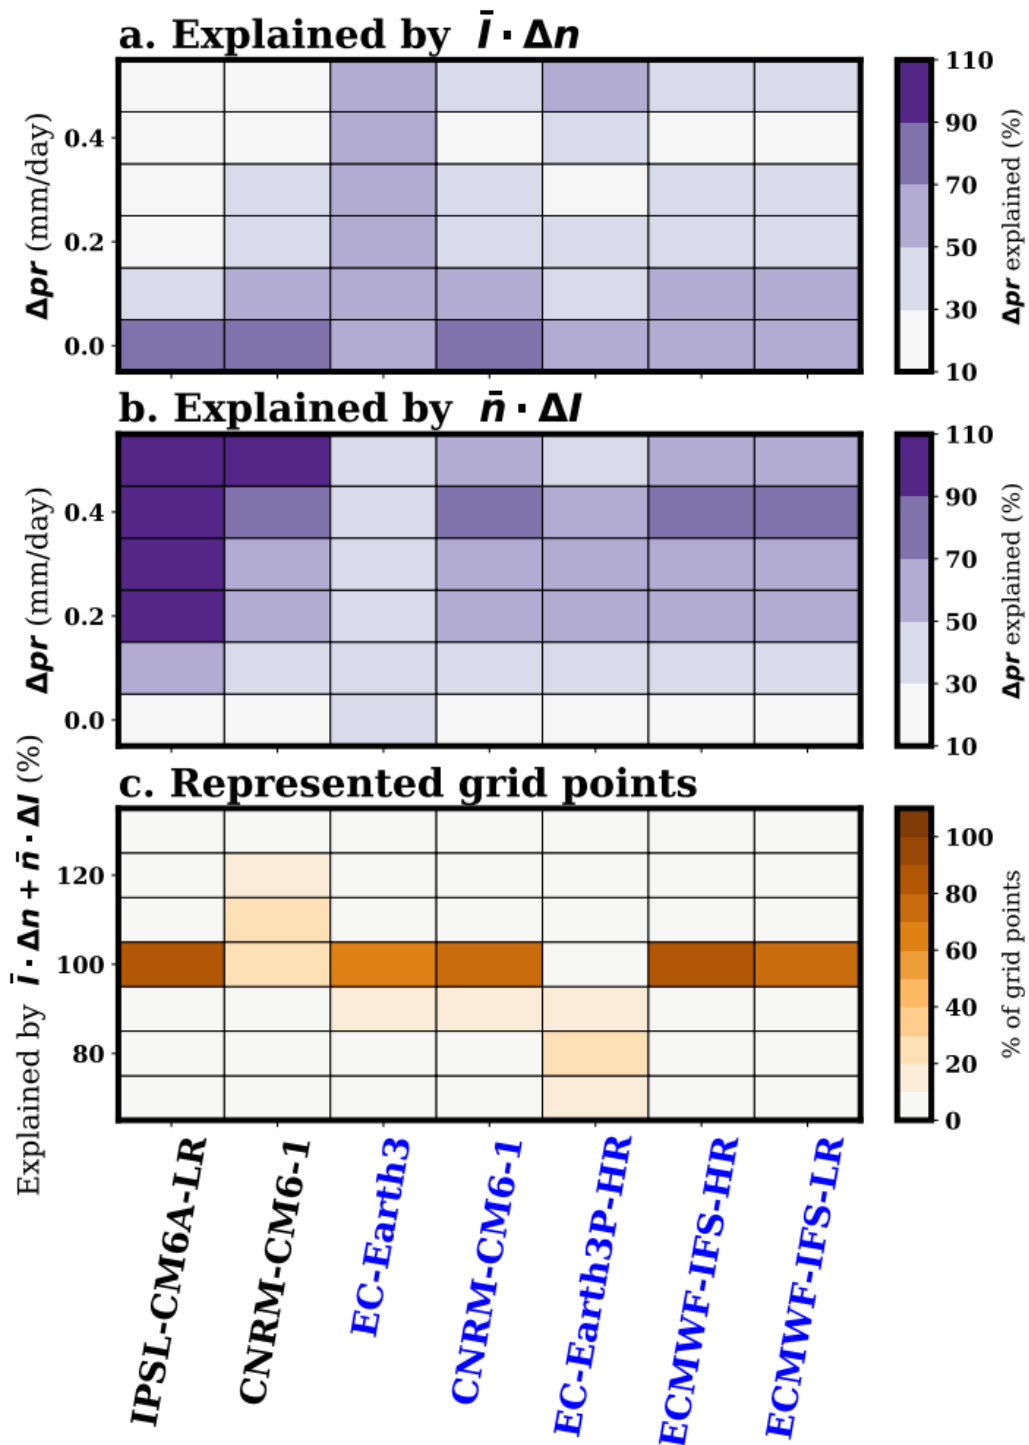 a. Explained by Ī · Δn
110
90
70
50
30
10
Δpr explained (%)
0.4
0.2
0.0
Δpr (mm/day)
b. Explained by n̄ · ΔI
110
90
70
50
30
10
Δpr explained (%)
0.4
0.2
0.0
Δpr (mm/day)
c. Represented grid points
100
80
60
40
20
0
% of grid points
120
100
80
Explained by Ī · Δn + n̄ · ΔI (%)
IPSL-CM6A-LR
CNRM-CM6-1
EC-Earth3
CNRM-CM6-1
EC-Earth3P-HR
ECMWF-IFS-HR
ECMWF-IFS-LR